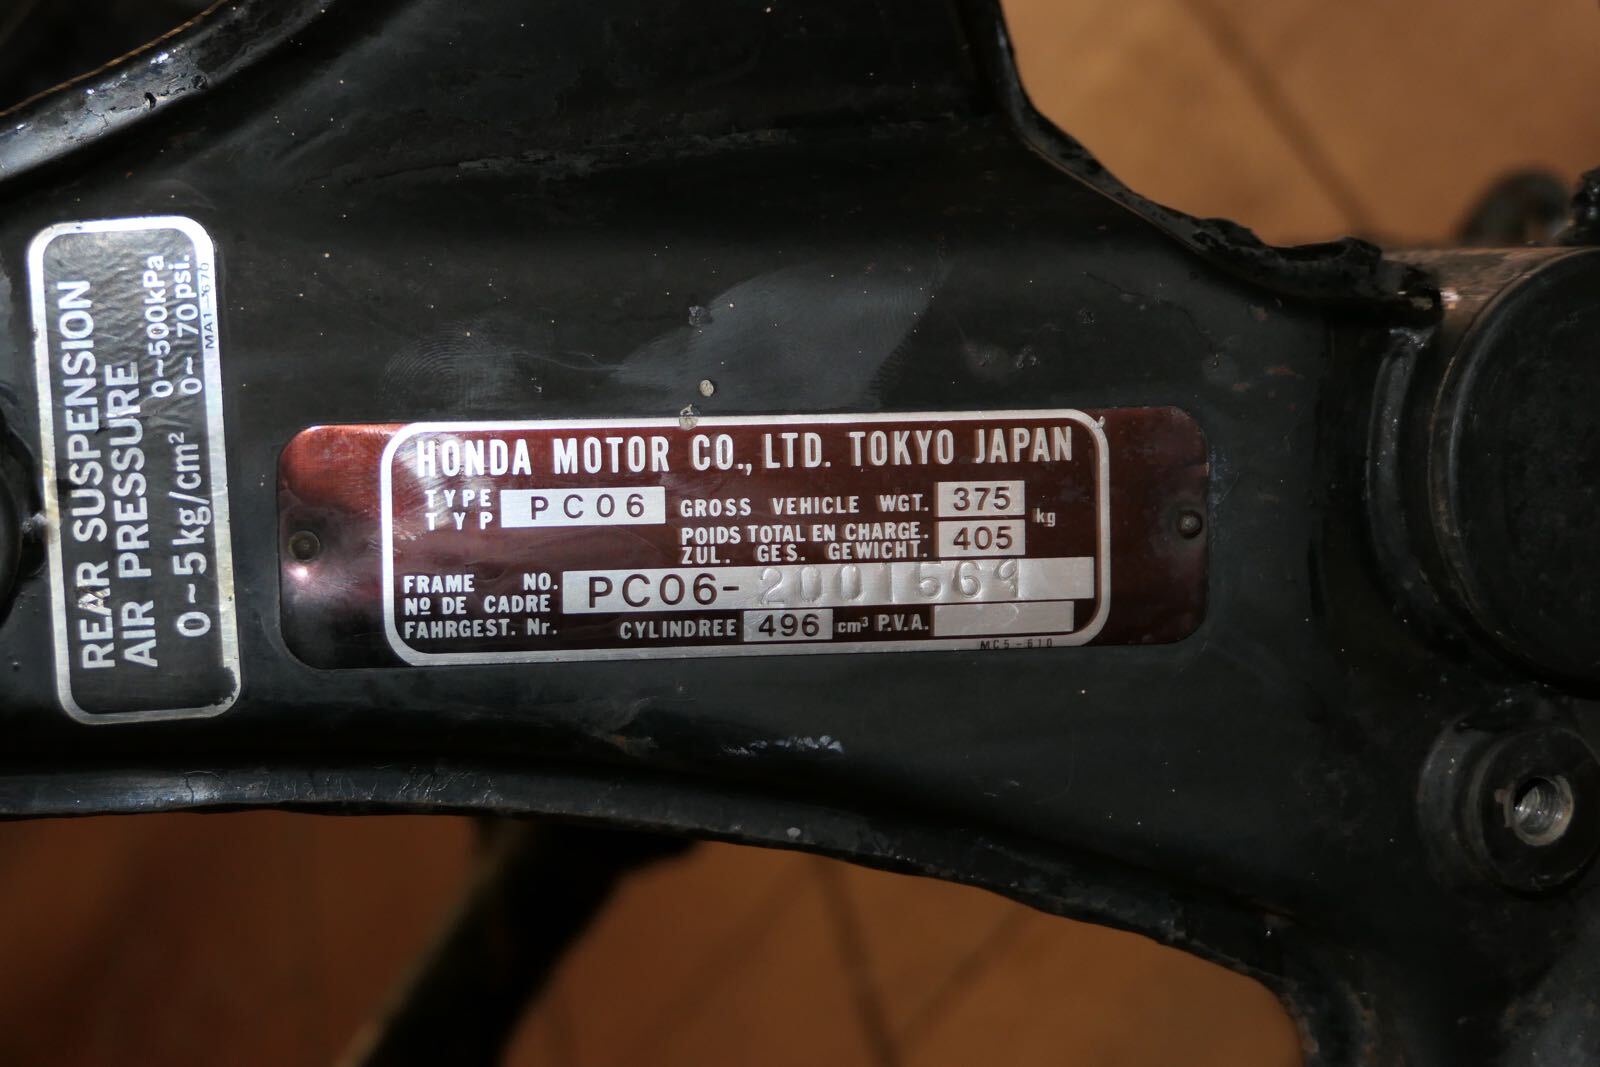 REAR SUSPENSION
AIR PRESSURE
0~5kg/cm² 0~500kPa
0~70psi.
HONDA MOTOR CO., LTD. TOKYO JAPAN
TYPE
TYP PC06
GROSS VEHICLE WGT. 375
POIDS TOTAL EN CHARGE.
ZUL. GES. GEWICHT. 405 kg
FRAME NO.
Nº DE CADRE PC06-2001569
FAHRGEST. Nr.
CYLINDREE 496 cm³ P.V.A.
MC5-610